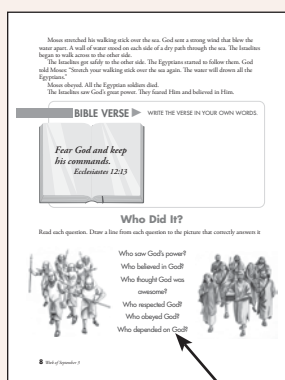 Moses stretched his walking stick over the sea. God sent a strong wind that blew the
water apart. A wall of water stood on each side of a dry path through the sea. The Israelites
began to walk across to the other side.
The Israelites got safely to the other side. The Egyptians started to follow them. God
told Moses: "Stretch your walking stick over the sea again. The water will drown all the
Egyptians."
Moses obeyed. All the Egyptian soldiers died.
The Israelites saw God's great power. They feared Him and believed in Him.
BIBLE VERSE
WRITE THE VERSE IN YOUR OWN WORDS.
Fear God and keep
his commands.
Ecclesiastes 12:13
Who Did It?
Read each question. Draw a line from each question to the picture that correctly answers it
Who saw God's power?
Who believed in God?
Who thought God was
awesome?
Who respected God?
Who obeyed God?
Who depended on God?
8 Week of September 3